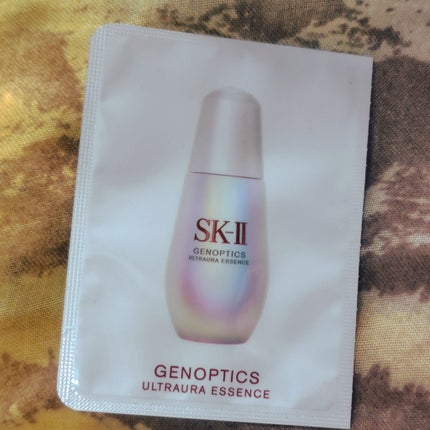 SK-II
GENOPTICS
ULTRAURA ESSENCE
GENOPTICS
ULTRAURA ESSENCE